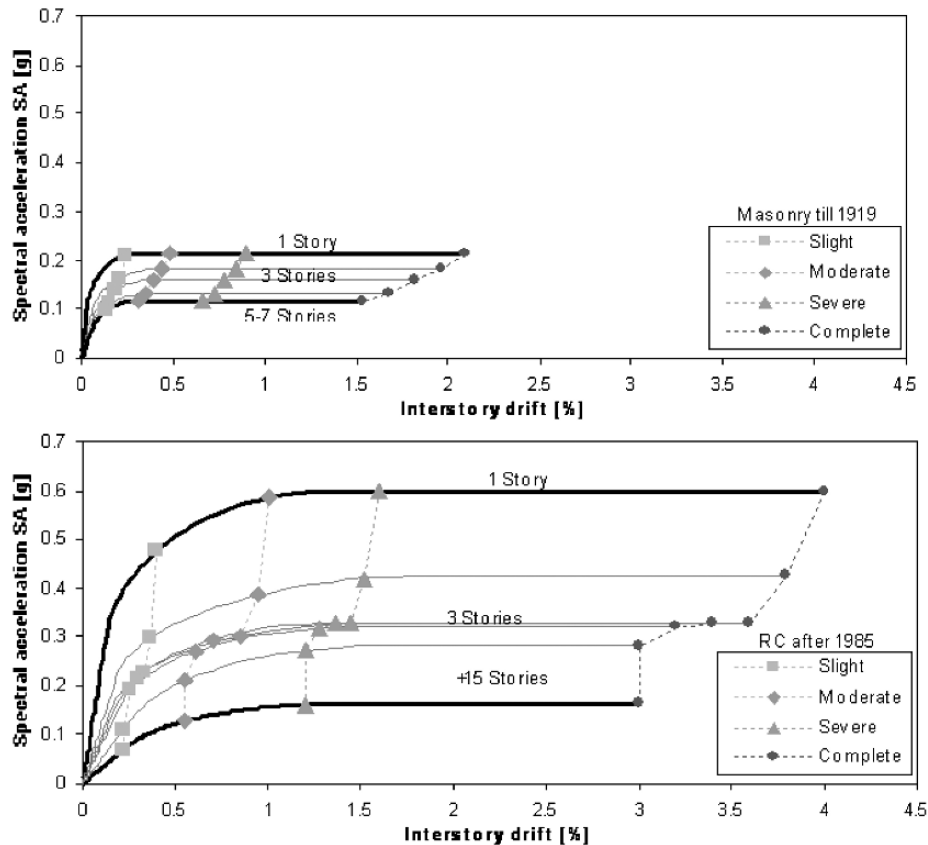 0.7
0.6
0.5
0.4
0.3
0.2
0.1
0
Spectral acceleration SA [g]
1 Story
3 Stories
5-7 Stories
Masonry till 1919
Slight
Moderate
Severe
Complete
0 0.5 1 1.5 2 2.5 3 3.5 4 4.5
Interstory drift [%]
0.7
0.6
0.5
0.4
0.3
0.2
0.1
0
Spectral acceleration SA [g]
1 Story
3 Stories
+15 Stories
RC after 1985
Slight
Moderate
Severe
Complete
0 0.5 1 1.5 2 2.5 3 3.5 4 4.5
Interstory drift [%]